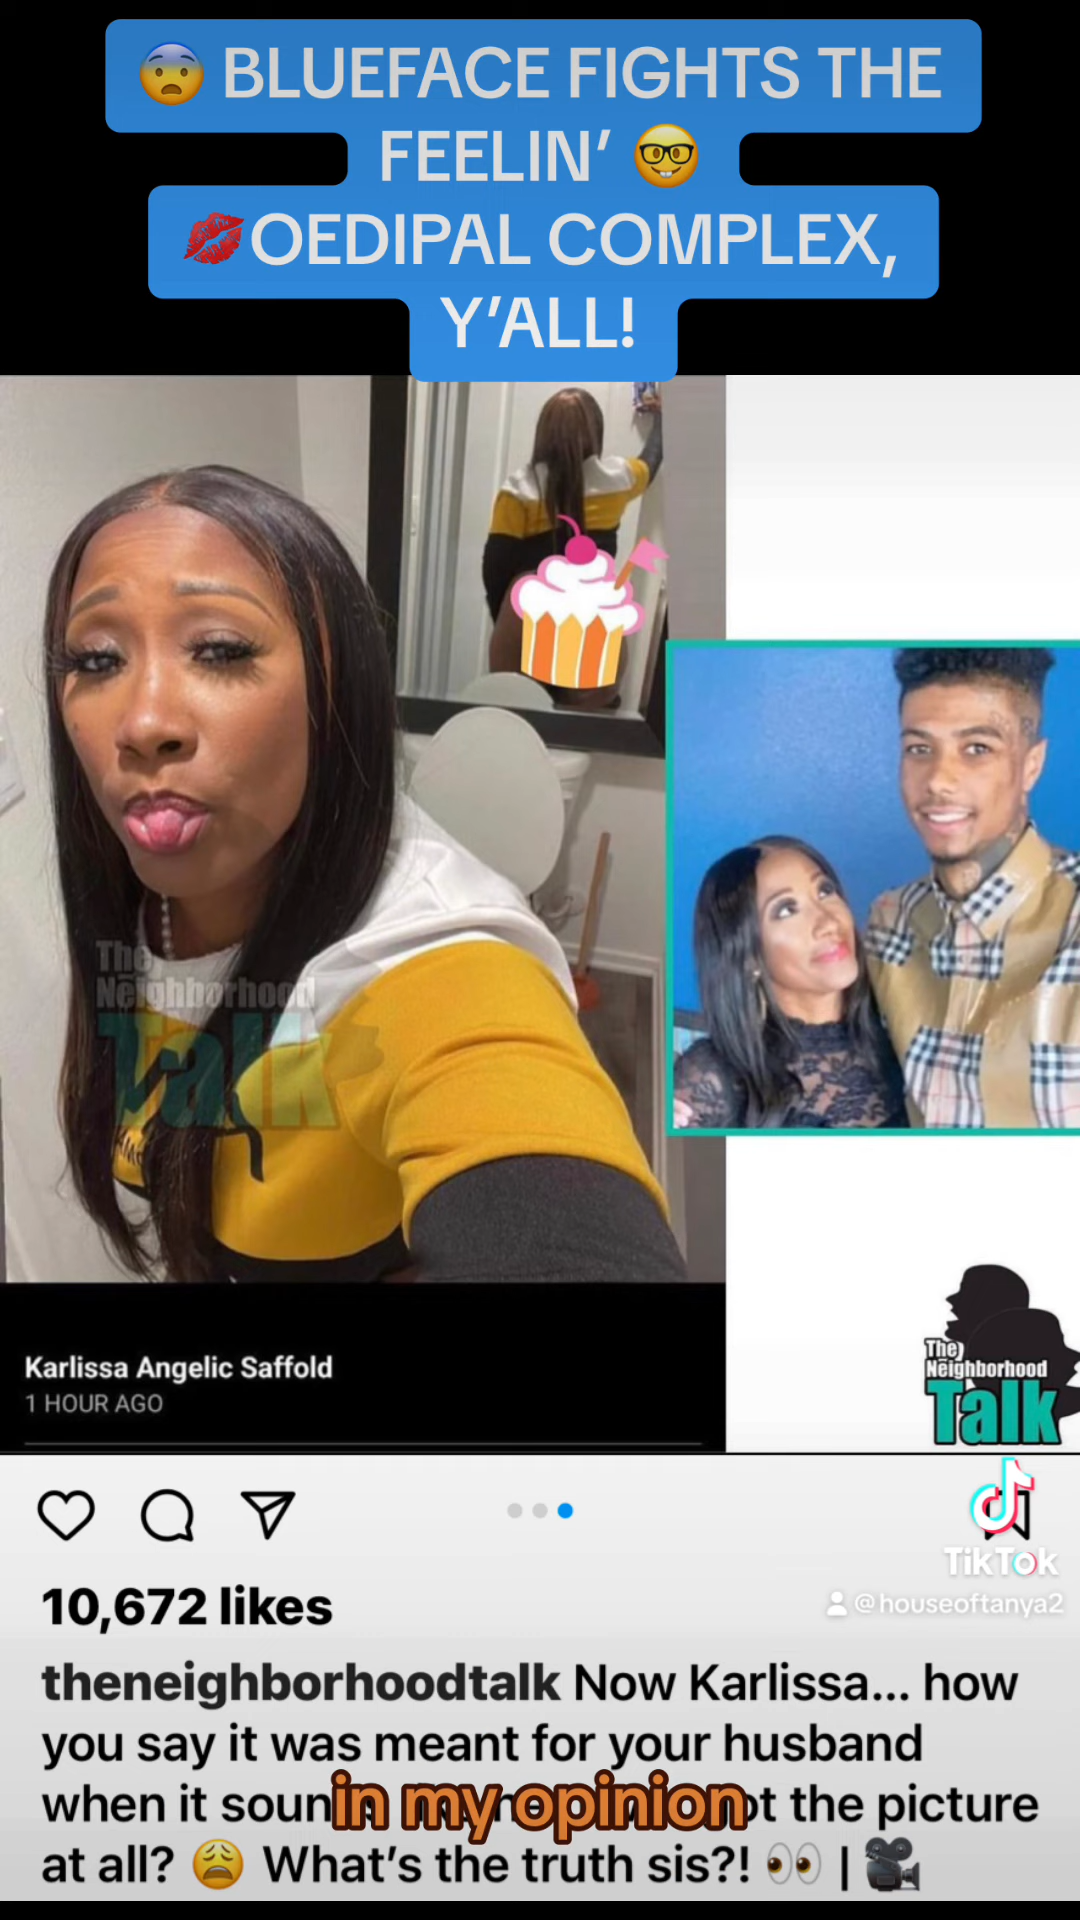 😨 BLUEFACE FIGHTS THE
FEELIN’ 🤓
💋OEDIPAL COMPLEX,
Y’ALL!
The
Neighborhood
Talk
Karlissa Angelic Saffold
1 HOUR AGO
The
Neighborhood
Talk
TikTok
@houseoftanya2
10,672 likes
theneighborhoodtalk Now Karlissa... how
you say it was meant for your husband
when it the picture
in my opinion
at all? 😩 What’s the truth sis?! 👀 | 🎥